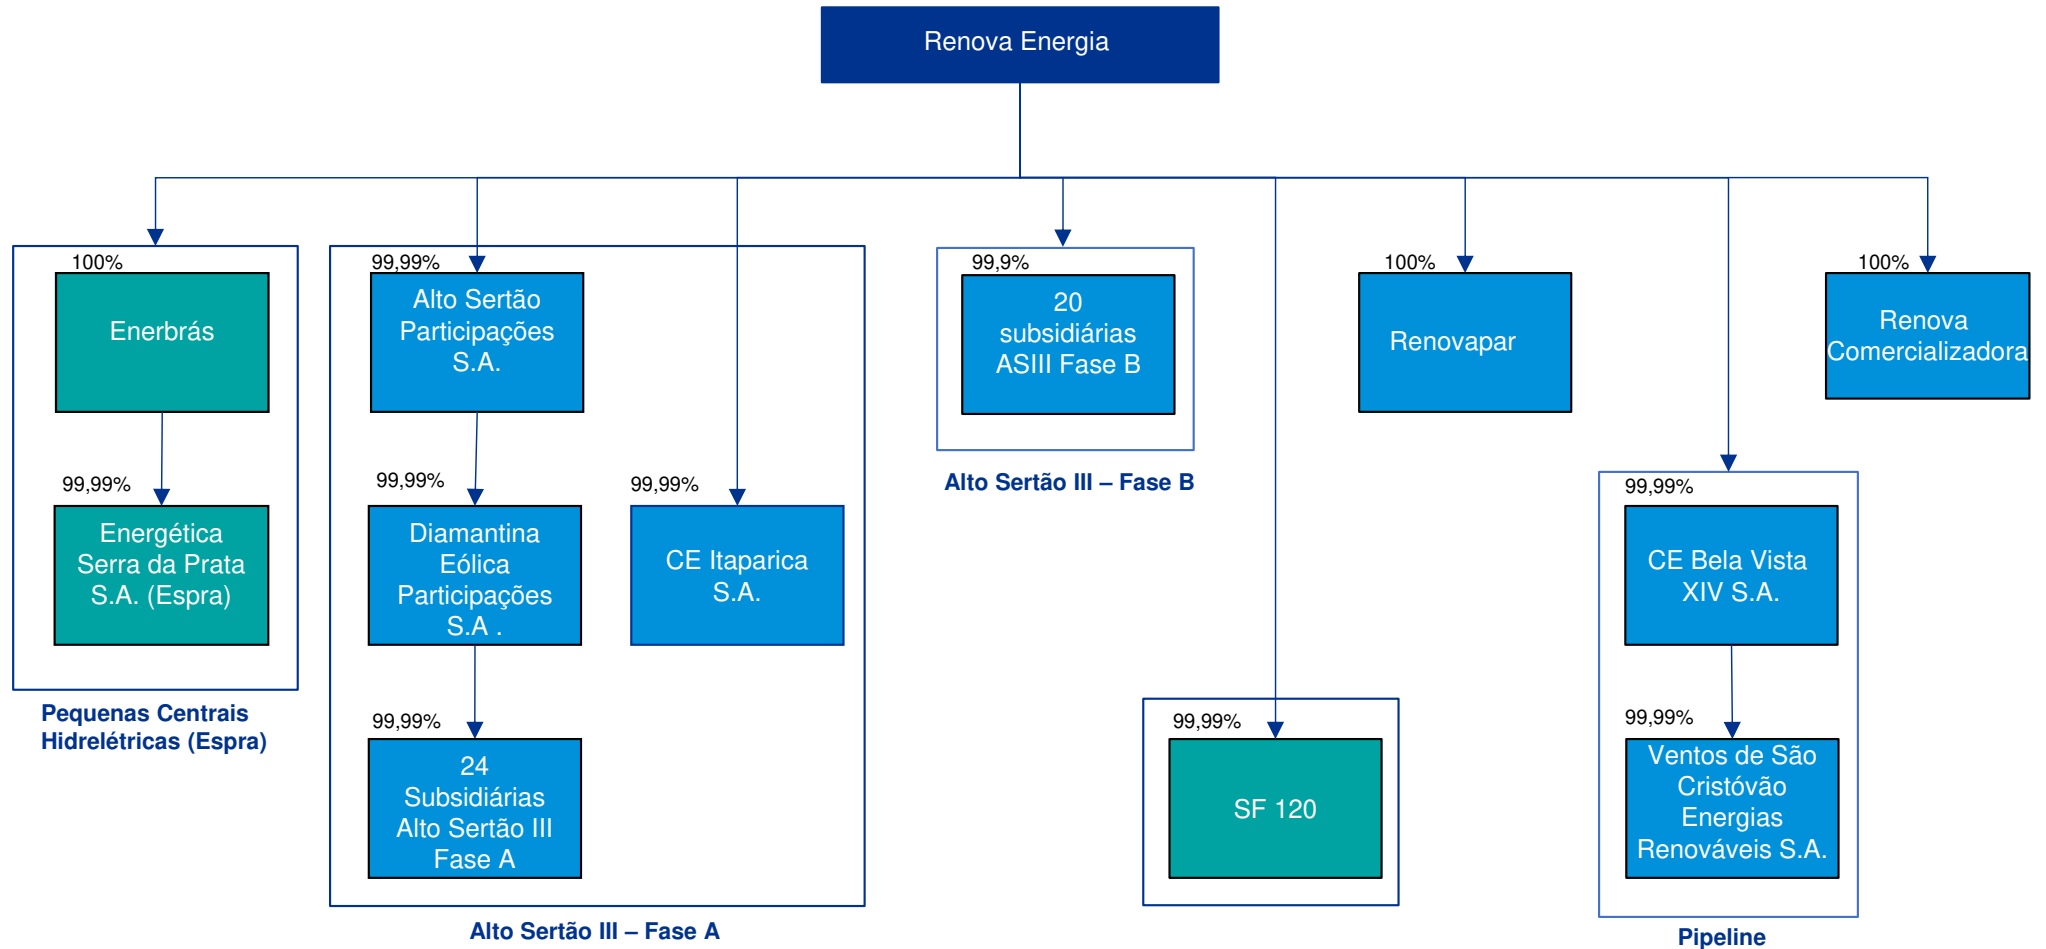 Renova Energia
100%
Enerbrás
99,99%
Energética
Serra da Prata
S.A. (Espra)
Pequenas Centrais
Hidrelétricas (Espra)
99,99%
Alto Sertão
Participações
S.A.
99,99%
Diamantina
Eólica
Participações
S.A .
99,99%
24
Subsidiárias
Alto Sertão III
Fase A
99,99%
CE Itaparica
S.A.
Alto Sertão III – Fase A
99,9%
20
subsidiárias
ASIII Fase B
Alto Sertão III – Fase B
99,99%
SF 120
100%
Renovapar
99,99%
CE Bela Vista
XIV S.A.
99,99%
Ventos de São
Cristóvão
Energias
Renováveis S.A.
Pipeline
100%
Renova
Comercializadora